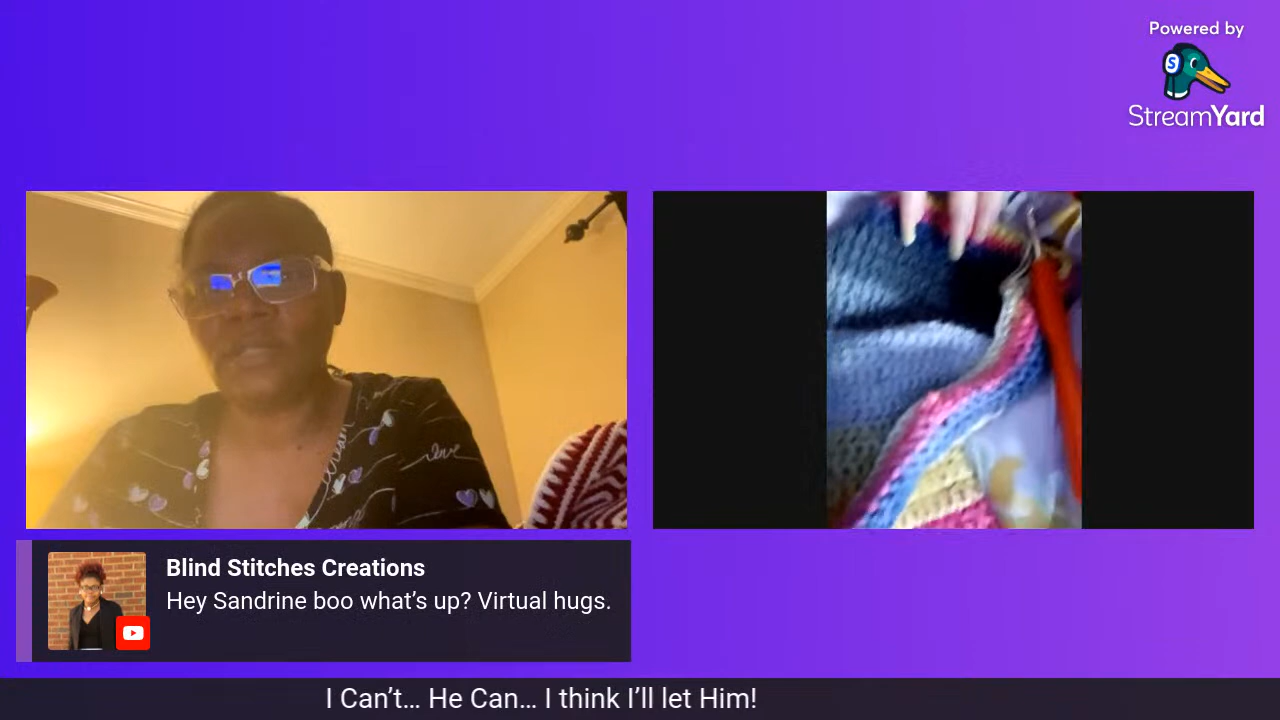 Powered by
S
StreamYard
love
Blind Stitches Creations
Hey Sandrine boo what’s up? Virtual hugs.
I Can’t... He Can... I think I’ll let Him!